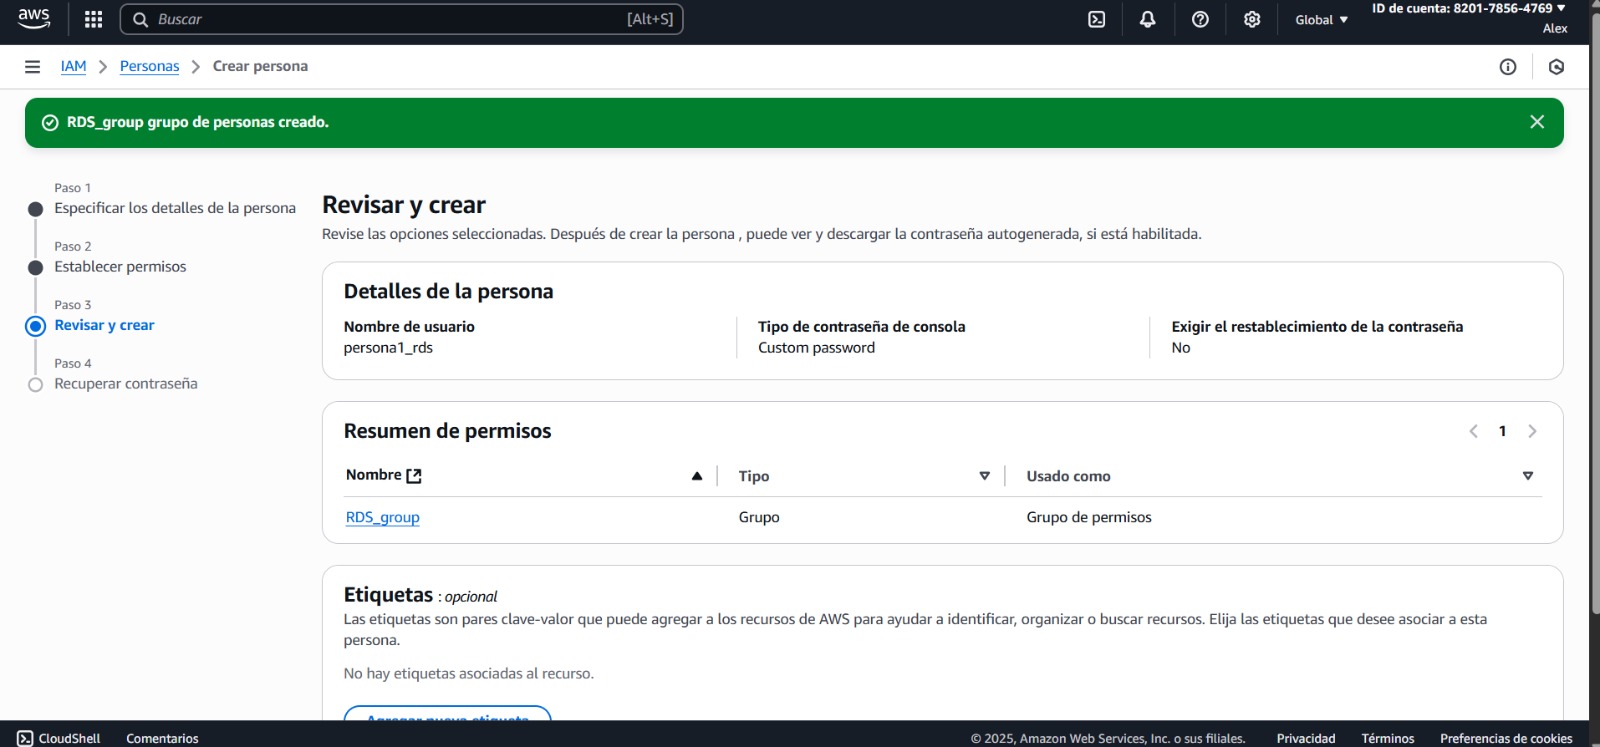 aws
Buscar [Alt+S] Global ID de cuenta: 8201-7856-4769
Alex
IAM Personas Crear persona
RDS_group grupo de personas creado.
Paso 1
Especificar los detalles de la persona
Paso 2
Establecer permisos
Paso 3
Revisar y crear
Paso 4
Recuperar contraseña
Revisar y crear
Revise las opciones seleccionadas. Después de crear la persona , puede ver y descargar la contraseña autogenerada, si está habilitada.
Detalles de la persona
Nombre de usuario
persona1_rds
Tipo de contraseña de consola
Custom password
Exigir el restablecimiento de la contraseña
No
Resumen de permisos
1
Nombre Tipo Usado como
RDS_group Grupo Grupo de permisos
Etiquetas : opcional
Las etiquetas son pares clave-valor que puede agregar a los recursos de AWS para ayudar a identificar, organizar o buscar recursos. Elija las etiquetas que desee asociar a esta
persona.
No hay etiquetas asociadas al recurso.
Agregar nueva etiqueta
CloudShell Comentarios © 2025, Amazon Web Services, Inc. o sus filiales. Privacidad Términos Preferencias de cookies